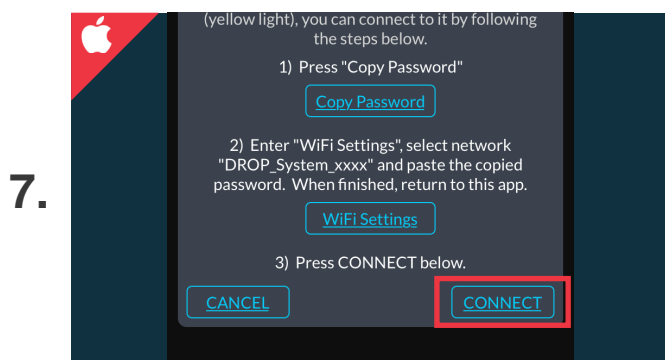 (yellow light), you can connect to it by following
the steps below.
1) Press "Copy Password"
Copy Password
2) Enter "WiFi Settings", select network
"DROP_System_xxxx" and paste the copied
password. When finished, return to this app.
7.
WiFi Settings
3) Press CONNECT below.
CANCEL
CONNECT